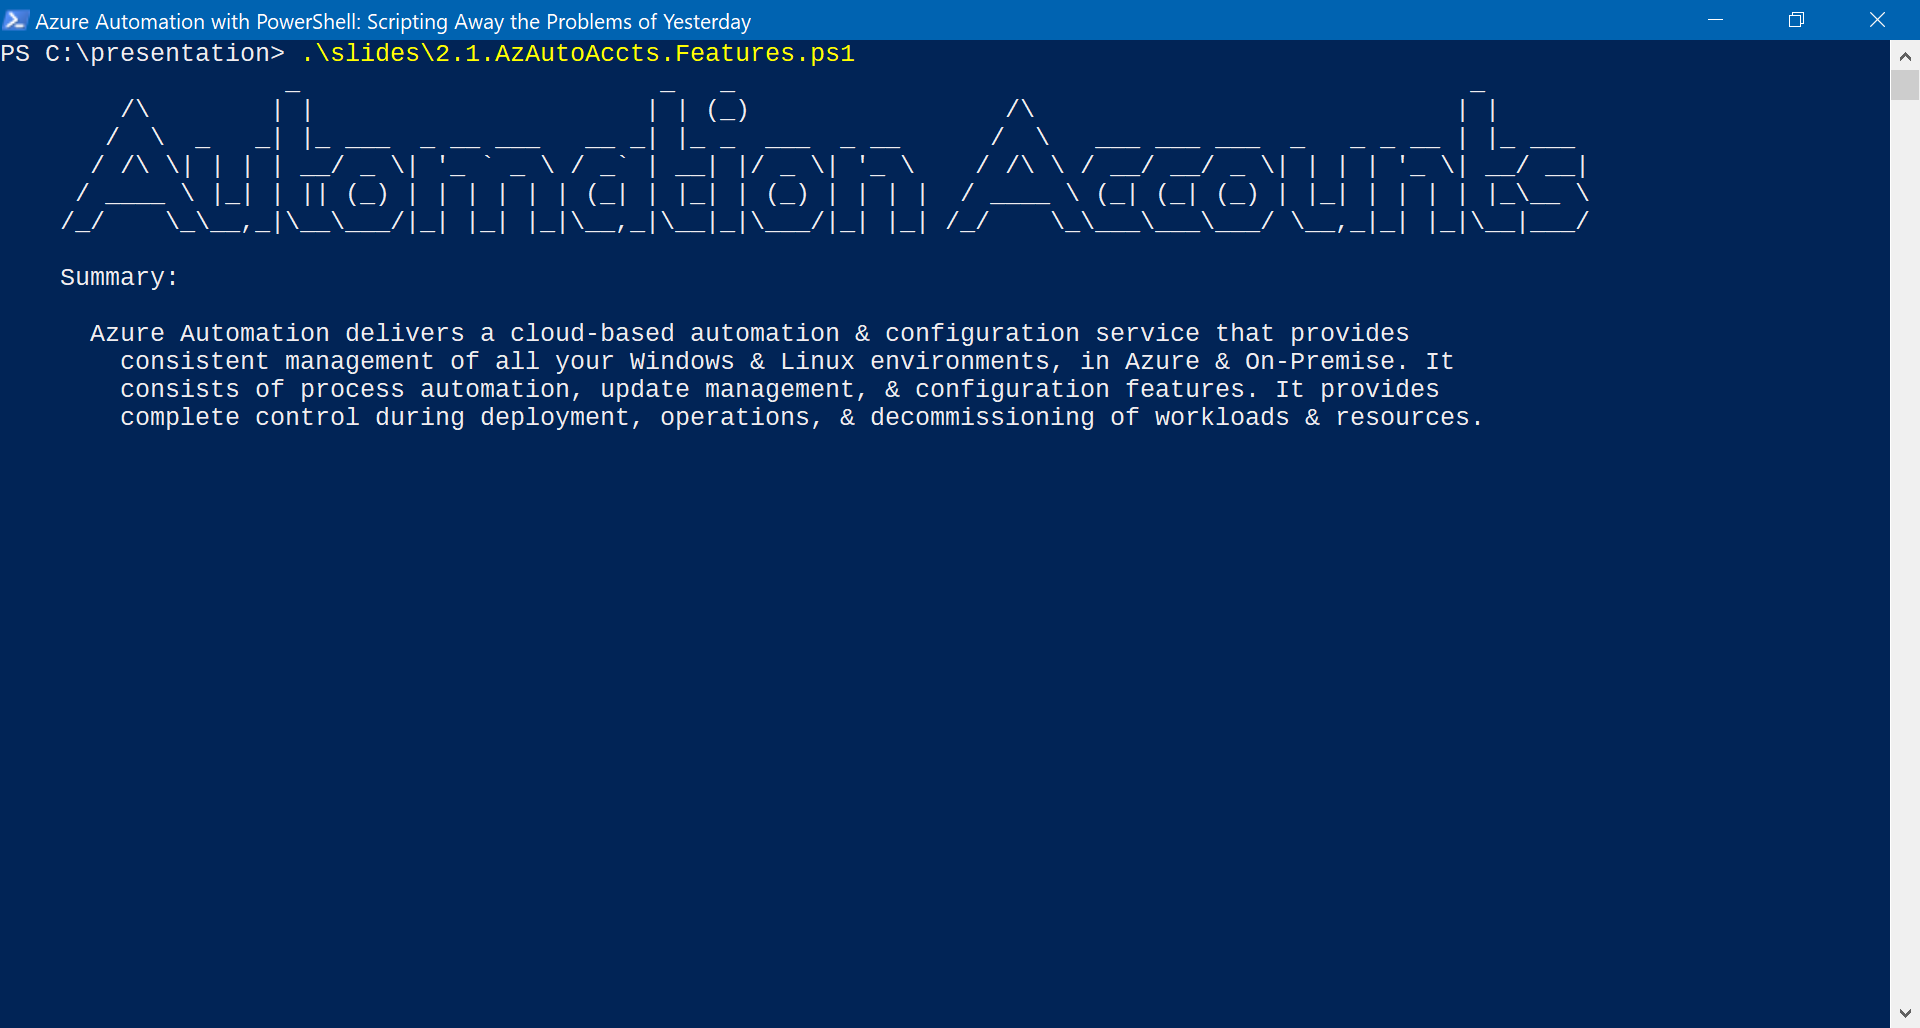 Azure Automation with PowerShell: Scripting Away the Problems of Yesterday
PS C:\presentation> .\slides\2.1.AzAutoAccts.Features.ps1
Automation Accounts
Summary:
Azure Automation delivers a cloud-based automation & configuration service that provides
consistent management of all your Windows & Linux environments, in Azure & On-Premise. It
consists of process automation, update management, & configuration features. It provides
complete control during deployment, operations, & decommissioning of workloads & resources.